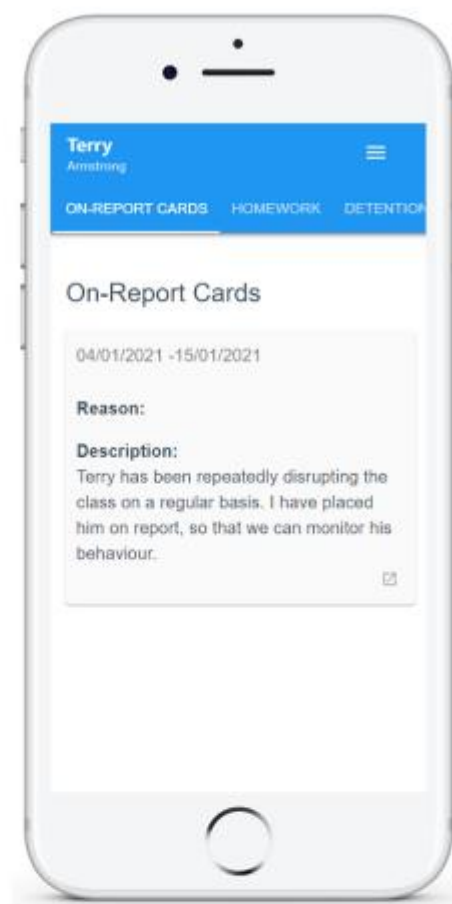 Terry
Armstrong
ON-REPORT CARDS HOMEWORK DETENTION
On-Report Cards
04/01/2021 -15/01/2021
Reason:
Description:
Terry has been repeatedly disrupting the
class on a regular basis. I have placed
him on report, so that we can monitor his
behaviour.